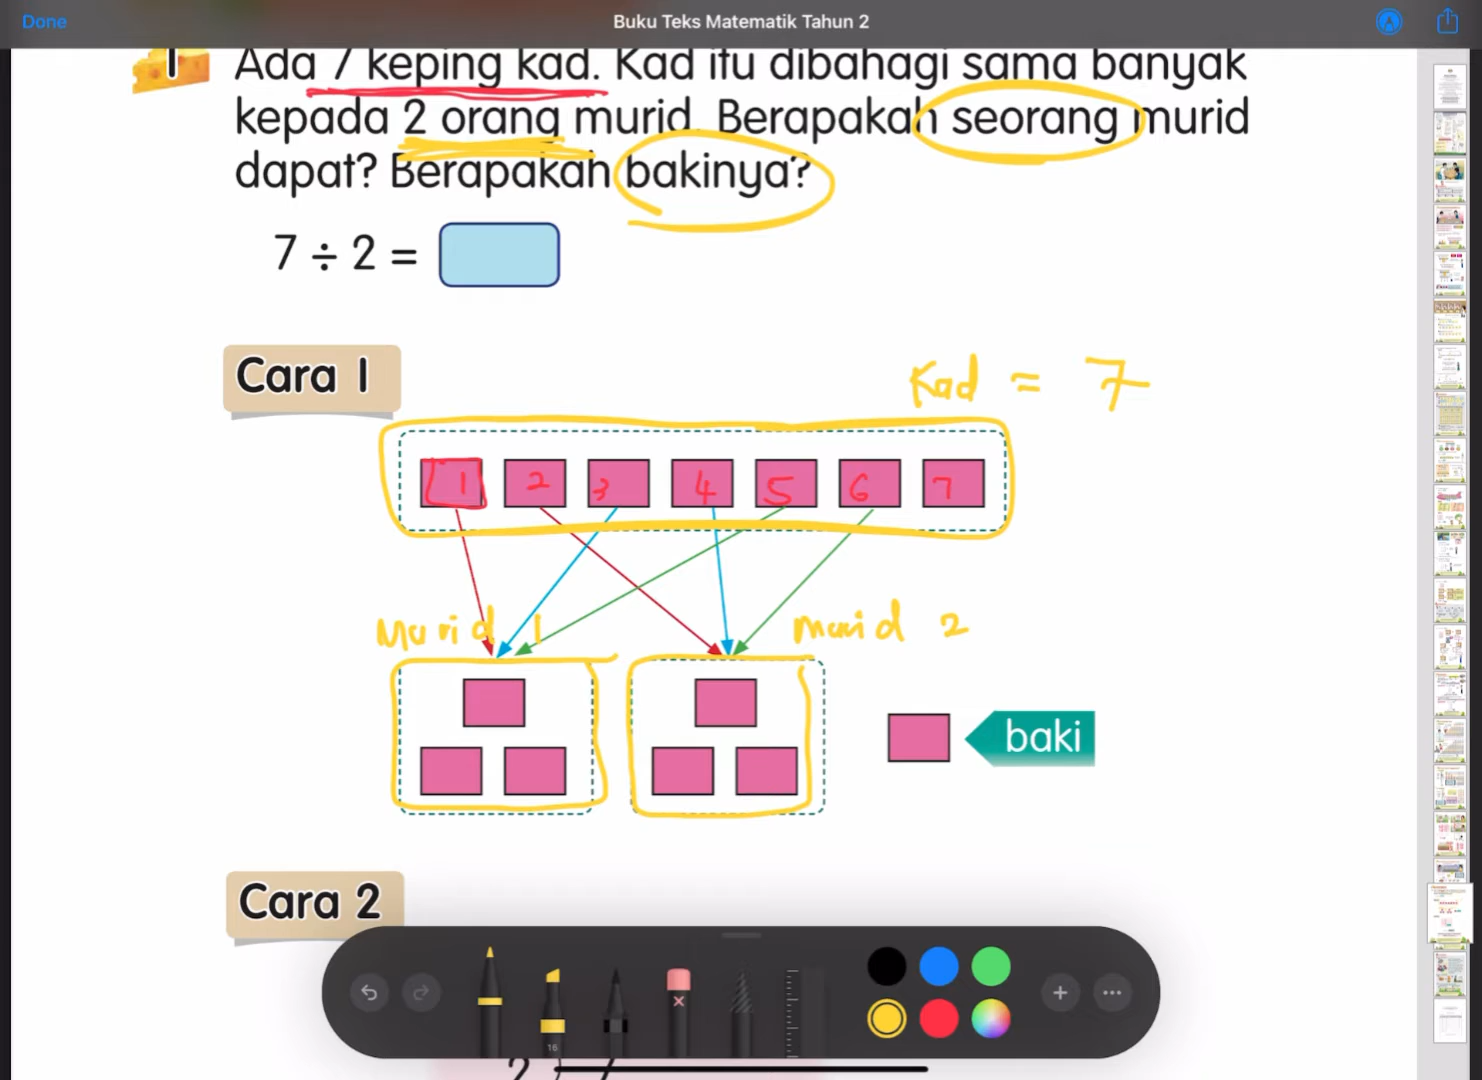 Done
Buku Teks Matematik Tahun 2
1 Ada 7 keping kad. Kad itu dibahagi sama banyak
kepada 2 orang murid. Berapakah seorang murid
dapat? Berapakah bakinya?
7 ÷ 2 =
Cara 1
Kad = 7
1 2 3 4 5 6 7
Murid 1
Murid 2
baki
Cara 2
16